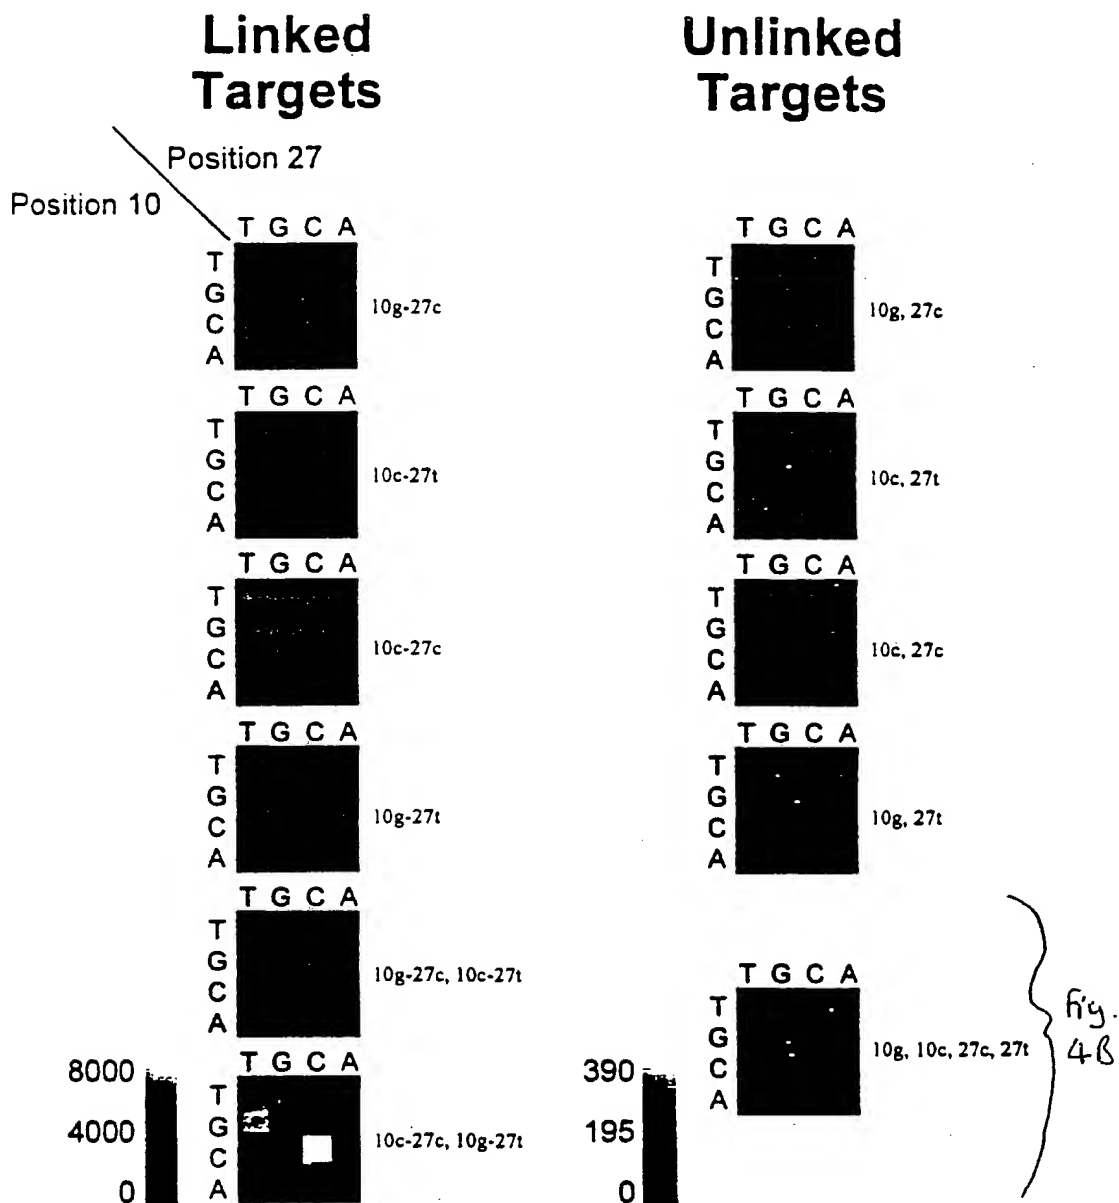 Linked
Targets
Unlinked
Targets
Position 27
Position 10
T G C A
T
G
C
A
10g-27c
T G C A
T
G
C
A
10c-27t
T G C A
T
G
C
A
10c-27c
T G C A
T
G
C
A
10g-27t
T G C A
T
G
C
A
10g-27c, 10c-27t
T G C A
T
G
C
A
10c-27c, 10g-27t
8000
4000
0
T G C A
T
G
C
A
10g, 27c
T G C A
T
G
C
A
10c, 27t
T G C A
T
G
C
A
10c, 27c
T G C A
T
G
C
A
10g, 27t
T G C A
T
G
C
A
10g, 10c, 27c, 27t
390
195
0
Fig.
4B